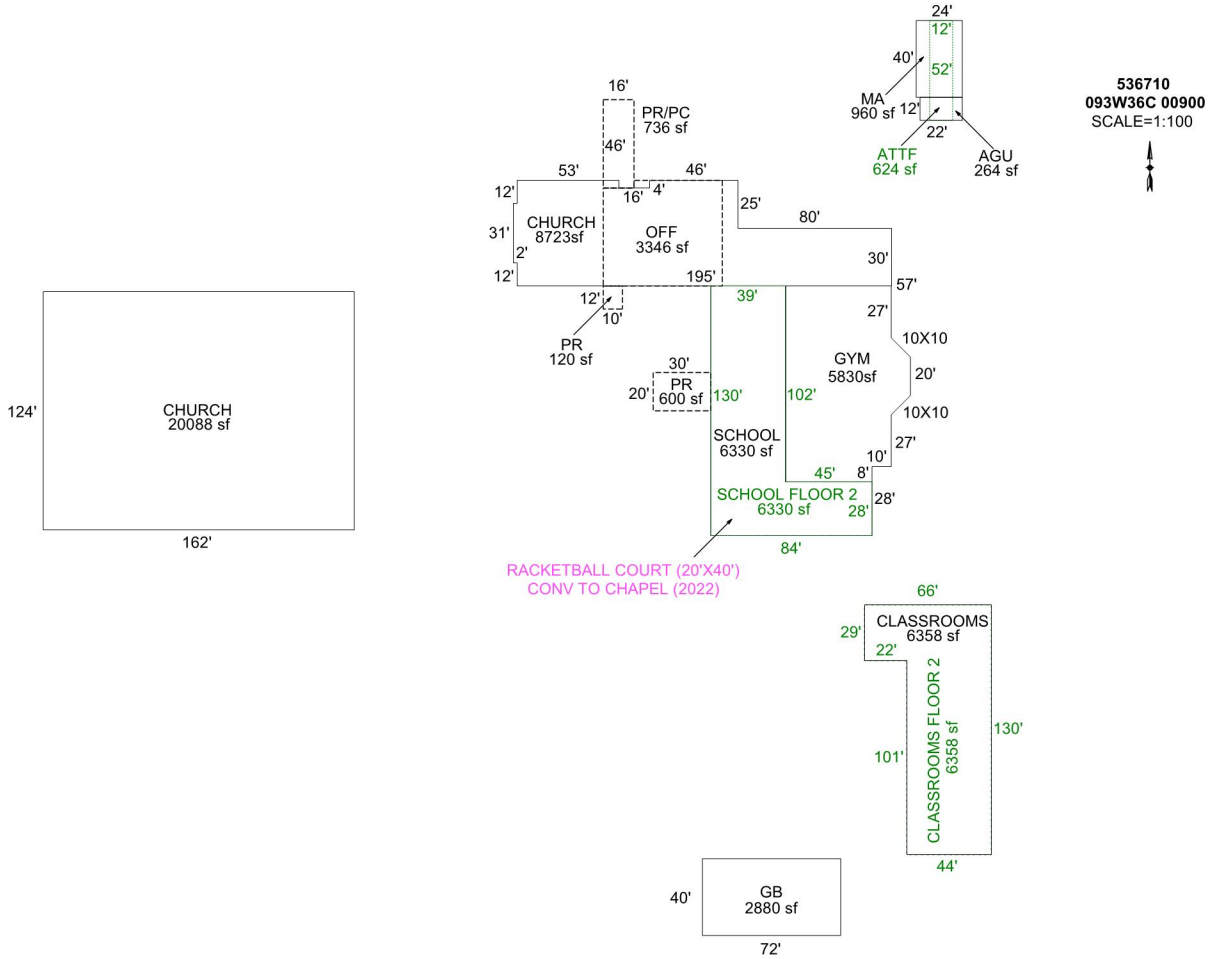 24'
12'
40'
52'
MA
960 sf
12'
22'
ATTF
624 sf
AGU
264 sf
536710
093W36C 00900
SCALE=1:100
16'
PR/PC
736 sf
46'
53'
46'
12'
16'
4'
25'
80'
CHURCH
8723sf
OFF
3346 sf
31'
2'
30'
12'
195'
57'
12'
10'
39'
27'
PR
120 sf
10X10
GYM
5830sf
20'
30'
PR
600 sf
20'
130'
102'
10X10
124'
CHURCH
20088 sf
SCHOOL
6330 sf
27'
10'
45'
8'
SCHOOL FLOOR 2
6330 sf
28'
28'
162'
84'
RACKETBALL COURT (20'X40')
CONV TO CHAPEL (2022)
66'
CLASSROOMS
6358 sf
29'
22'
CLASSROOMS FLOOR 2
6358 sf
130'
101'
44'
40'
GB
2880 sf
72'